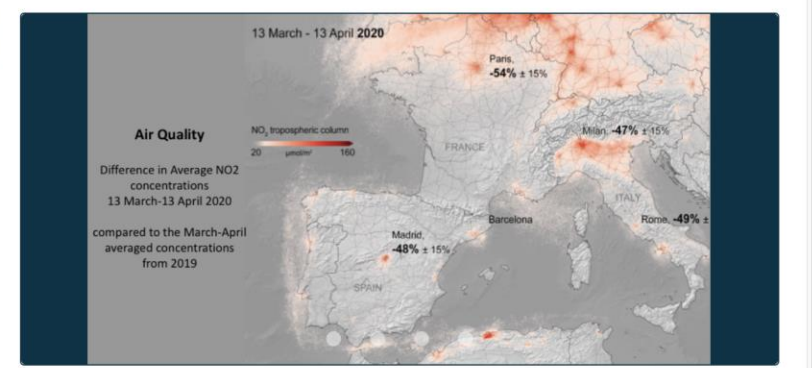 13 March - 13 April 2020
Paris,
-54% ± 15%
Air Quality
NO₂ tropospheric column
20 μmol/m² 160
Milan, -47% ± 15%
FRANCE
Difference in Average NO2
concentrations
13 March-13 April 2020
ITALY
Barcelona
Rome, -49% ±
compared to the March-April
averaged concentrations
from 2019
Madrid,
-48% ± 15%
SPAIN